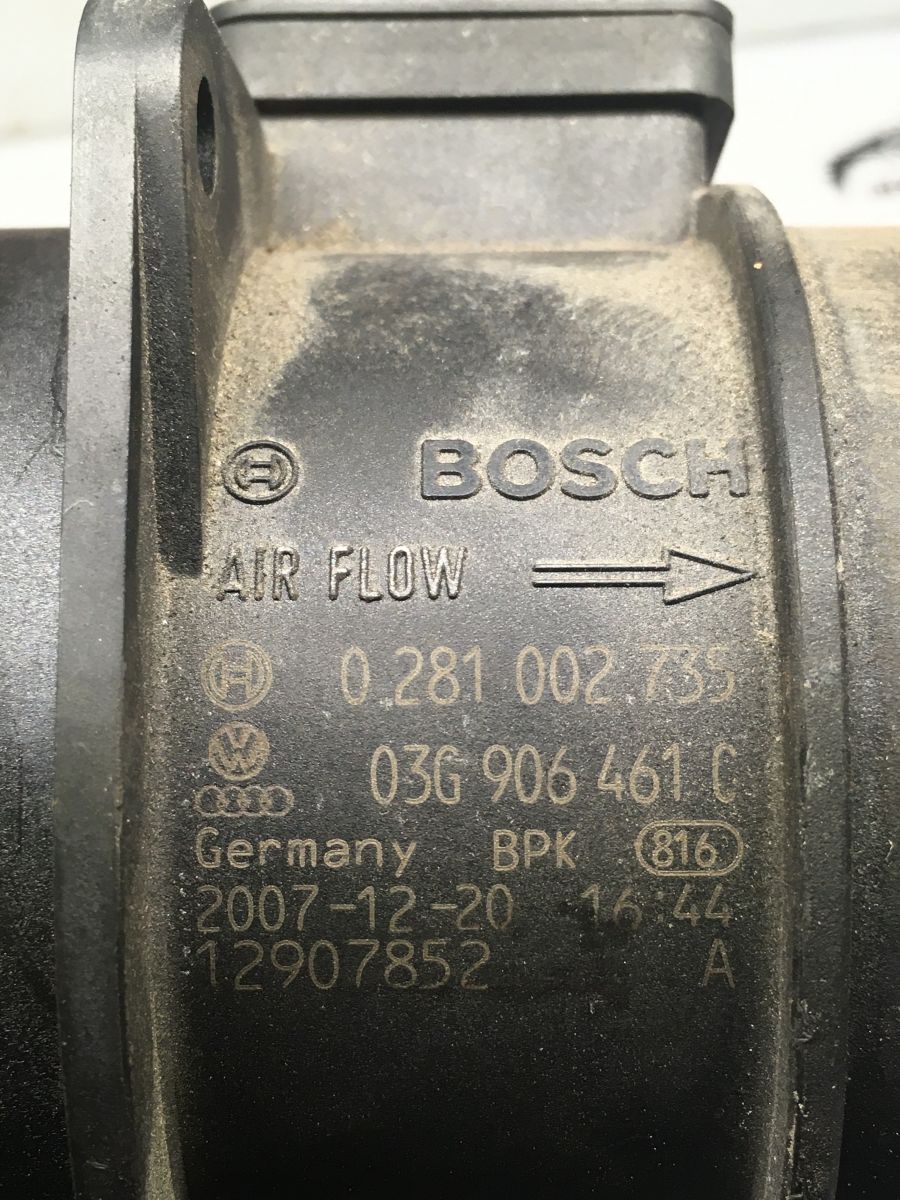 BOSCH
AIR FLOW
0 281 002 735
03G 906 461 C
Germany BPK 816
2007-12-20 16:44
12907852 A